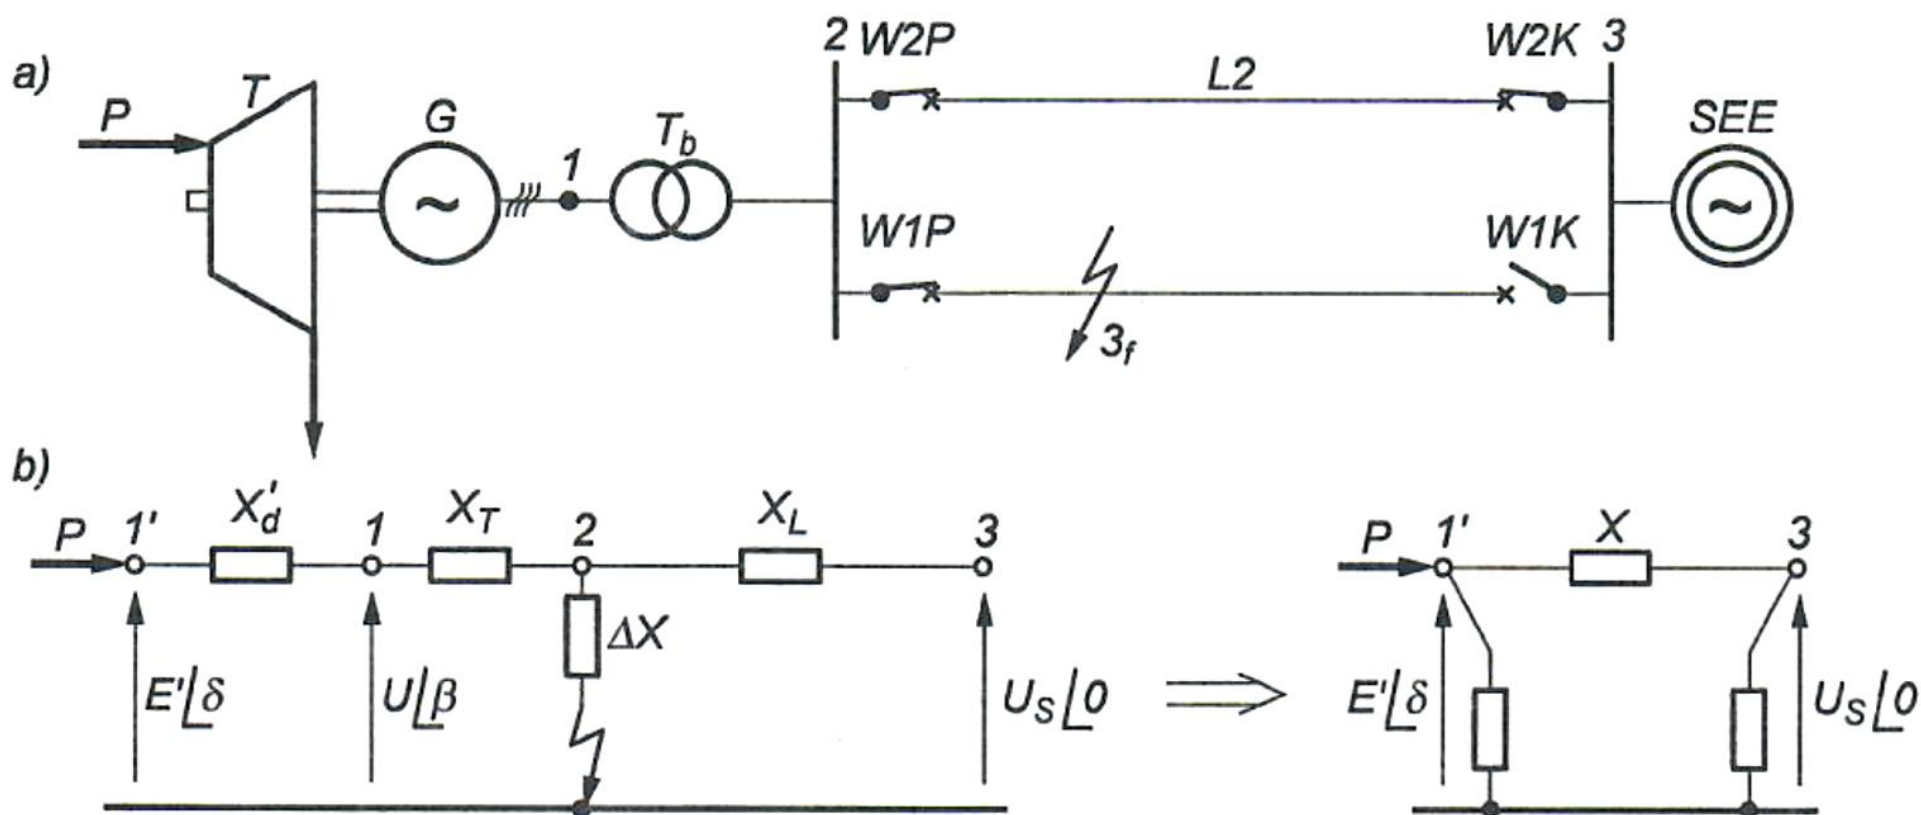 a)
P
T
G
1
T_b
2 W2P
L2
W2K 3
SEE
W1P
W1K
3_f
b)
P 1' X'_d 1 X_T 2 X_L 3
ΔX
E'∠δ
U∠β
U_S∠0
P 1' X 3
E'∠δ
U_S∠0